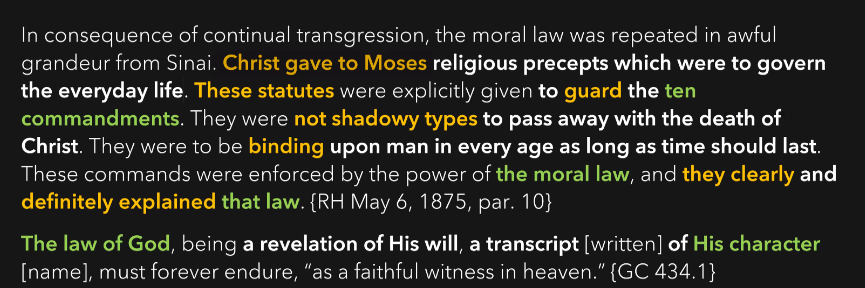 In consequence of continual transgression, the moral law was repeated in awful
grandeur from Sinai. Christ gave to Moses religious precepts which were to govern
the everyday life. These statutes were explicitly given to guard the ten
commandments. They were not shadowy types to pass away with the death of
Christ. They were to be binding upon man in every age as long as time should last.
These commands were enforced by the power of the moral law, and they clearly and
definitely explained that law. {RH May 6, 1875, par. 10}
The law of God, being a revelation of His will, a transcript [written] of His character
[name], must forever endure, “as a faithful witness in heaven.” {GC 434.1}